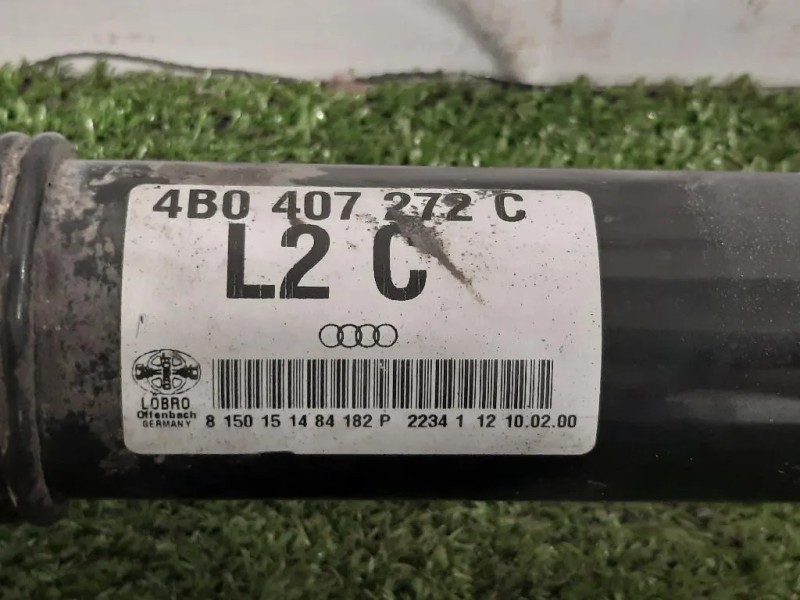 4B0 407 272 C
L2 C
LÖBRO
Offenbach
GERMANY
8 150 15 14 84 182 P 2234 1 12 10.02.00